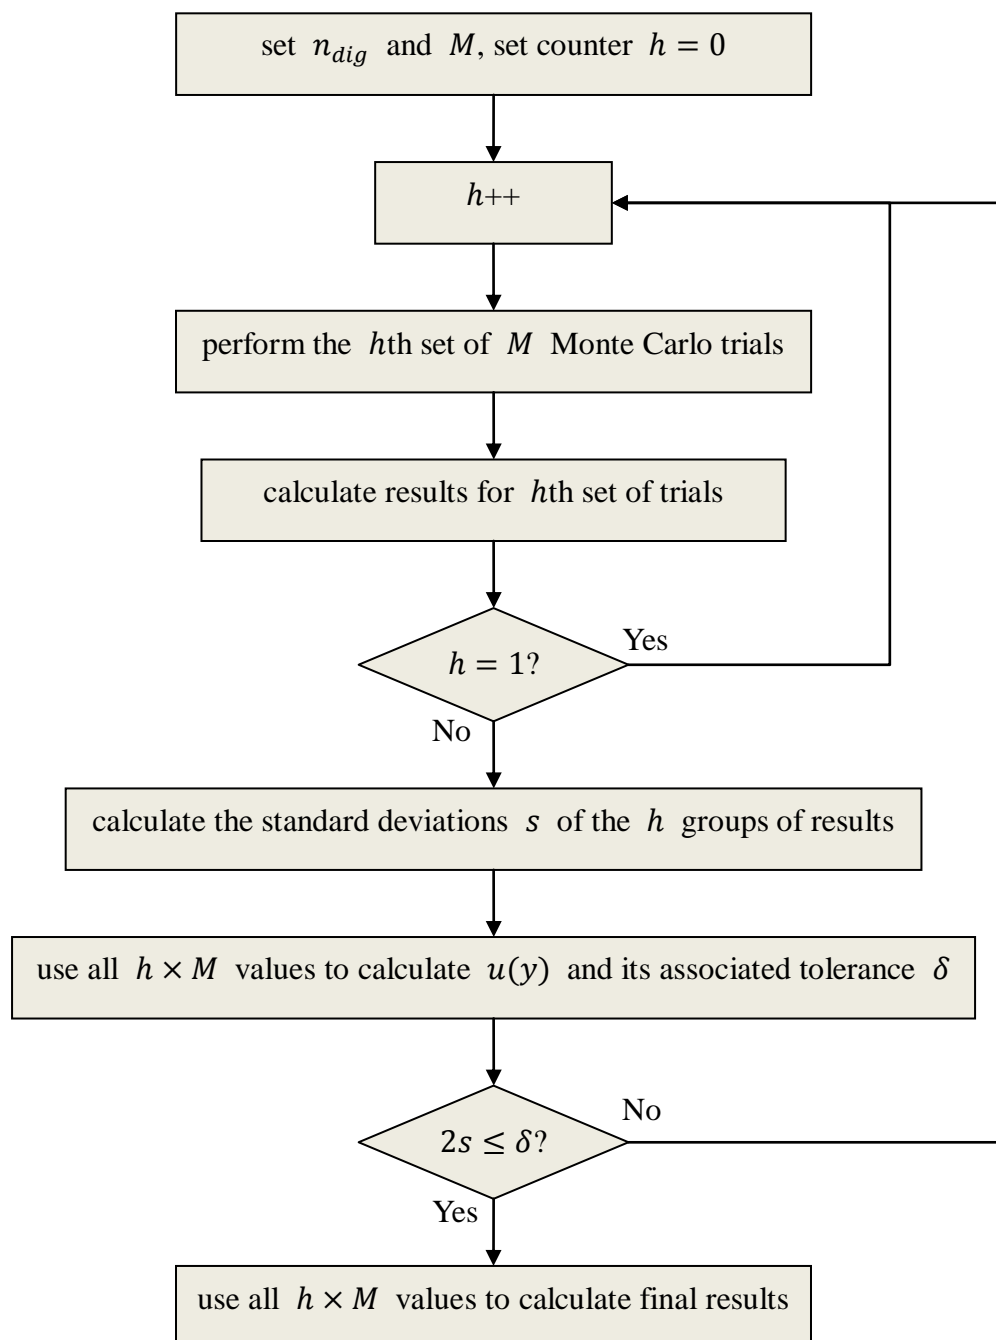 set n_dig and M, set counter h = 0
h++
perform the hth set of M Monte Carlo trials
calculate results for hth set of trials
h = 1?
Yes
No
calculate the standard deviations s of the h groups of results
use all h × M values to calculate u(y) and its associated tolerance δ
2s ≤ δ?
No
Yes
use all h × M values to calculate final results